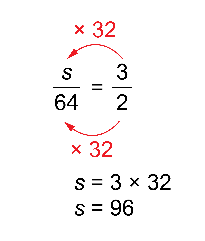 × 32
s/64 = 3/2
× 32
s = 3 × 32
s = 96